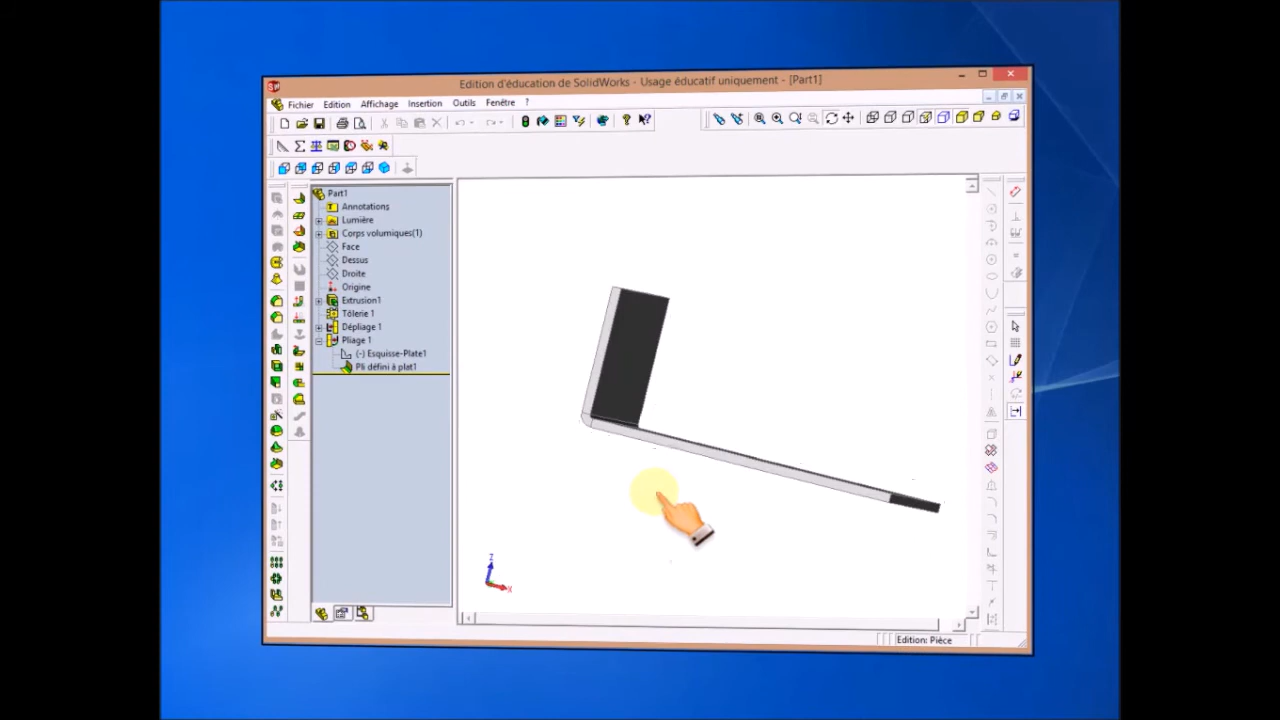 Edition d'éducation de SolidWorks - Usage éducatif uniquement - [Part1]
Fichier Edition Affichage Insertion Outils Fenêtre ?
Part1
Annotations
Lumière
Corps volumiques(1)
Face
Dessus
Droite
Origine
Extrusion1
Tôlerie 1
Dépliage 1
Pliage 1
(-) Esquisse-Plate1
Pli défini à plat1
Z
X
Edition: Pièce